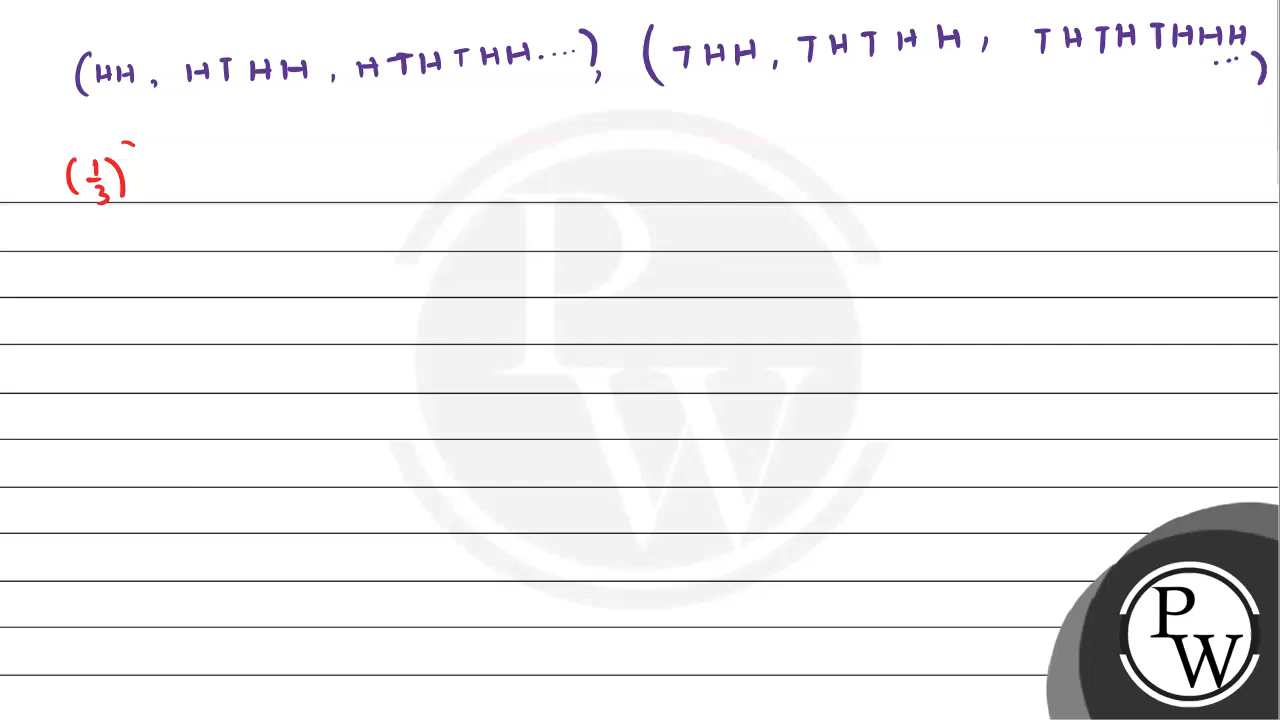 (HH, HTHH, HTHTHH....), (THH, THTHH, THTHTHHH
...)
(1/3)
P
W
P
W